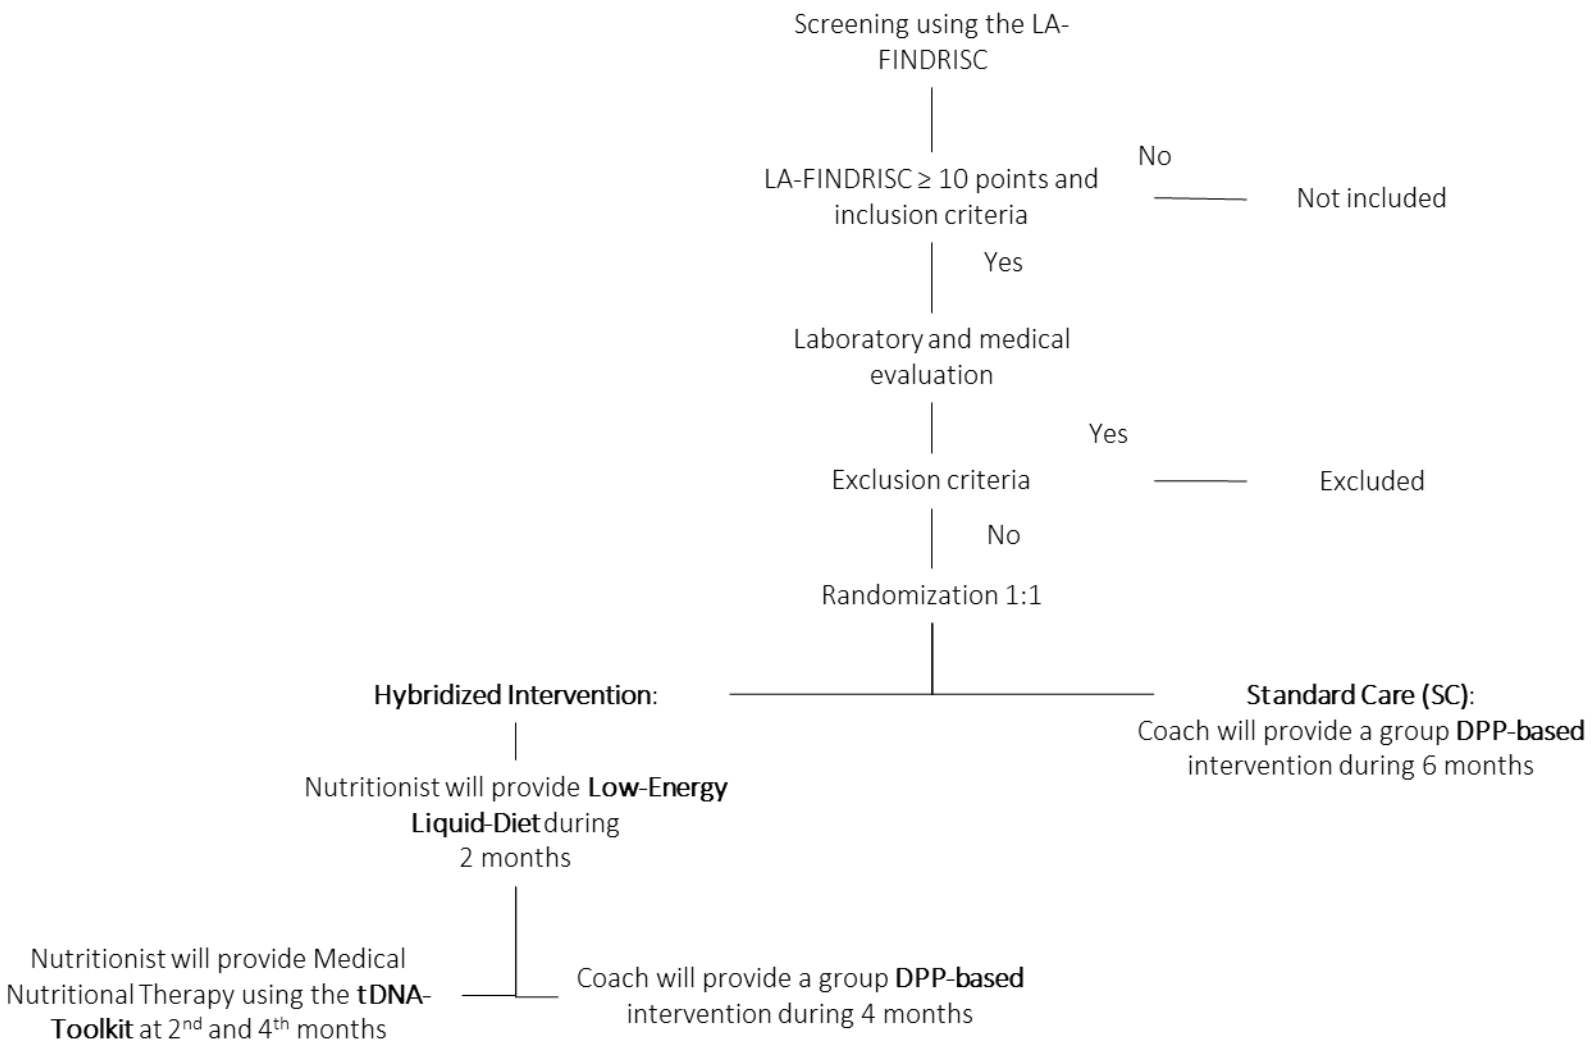 Screening using the LA-
FINDRISC
No
LA-FINDRISC ≥ 10 points and
inclusion criteria
Not included
Yes
Laboratory and medical
evaluation
Yes
Exclusion criteria
Excluded
No
Randomization 1:1
Hybridized Intervention:
Standard Care (SC):
Coach will provide a group DPP-based
intervention during 6 months
Nutritionist will provide Low-Energy
Liquid-Diet during
2 months
Nutritionist will provide Medical
Nutritional Therapy using the tDNA-
Toolkit at 2nd and 4th months
Coach will provide a group DPP-based
intervention during 4 months